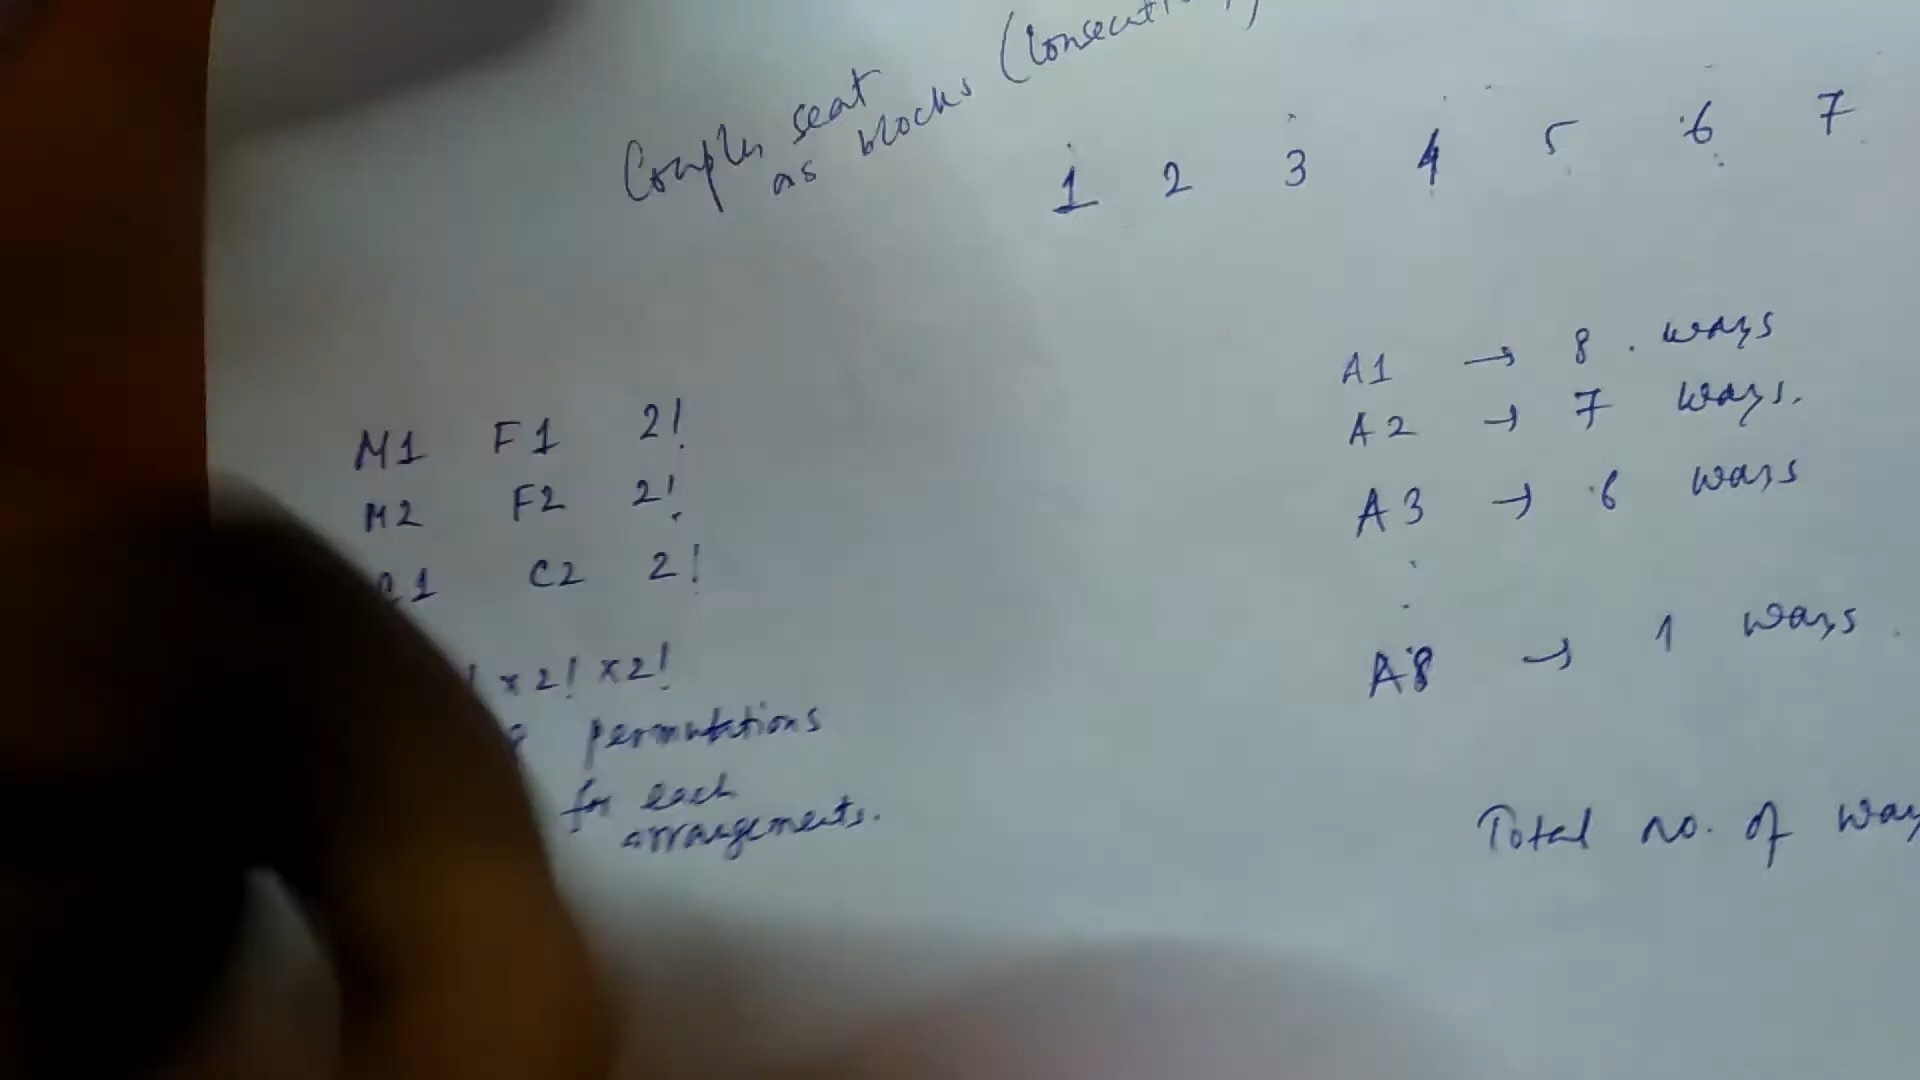 Couples seat
as blocks
1 2 3 4 5 6 7
M1 F1 2!
M2 F2 2!
C2 2!
x 2! x 2!
permutations
for each
arrangements.
A1 → 8 . ways
A2 → 7 ways.
A3 → 6 ways
.
.
A8 → 1 ways.
Total no. of